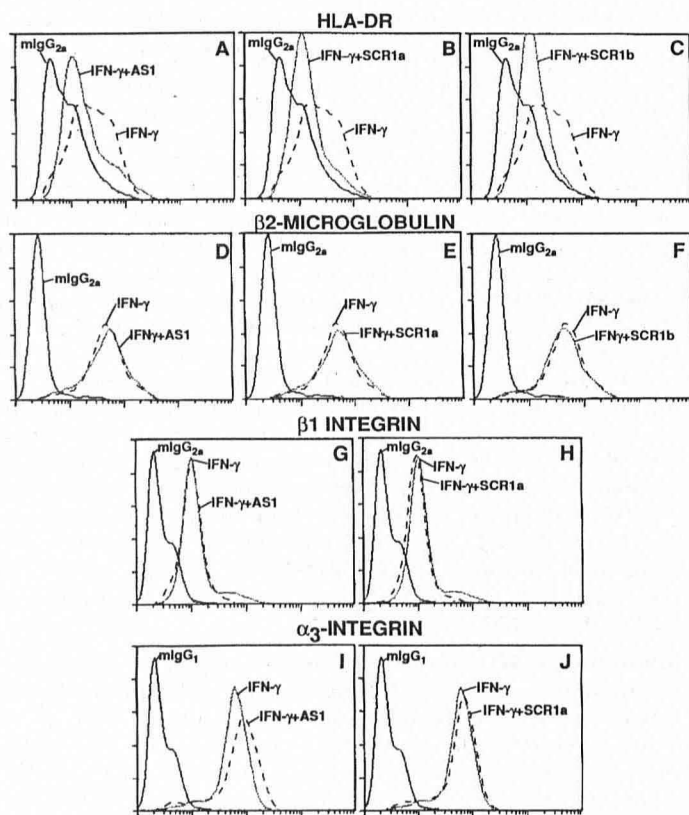 HLA-DR
mIgG2a
IFN-γ+AS1
IFN-γ
A
mIgG2a
IFN-γ+SCR1a
IFN-γ
B
mIgG2a
IFN-γ+SCR1b
IFN-γ
C
β2-MICROGLOBULIN
mIgG2a
IFN-γ
IFNγ+AS1
D
mIgG2a
IFN-γ
IFNγ+SCR1a
E
mIgG2a
IFN-γ
IFNγ+SCR1b
F
β1 INTEGRIN
mIgG2a
IFN-γ
IFN-γ+AS1
G
mIgG2a
IFN-γ
IFN-γ+SCR1a
H
α3-INTEGRIN
mIgG1
IFN-γ
IFN-γ+AS1
I
mIgG1
IFN-γ
IFN-γ+SCR1a
J